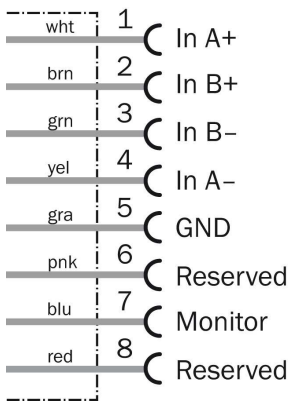 wht 1 In A+
brn 2 In B+
grn 3 In B–
yel 4 In A–
gra 5 GND
pnk 6 Reserved
blu 7 Monitor
red 8 Reserved